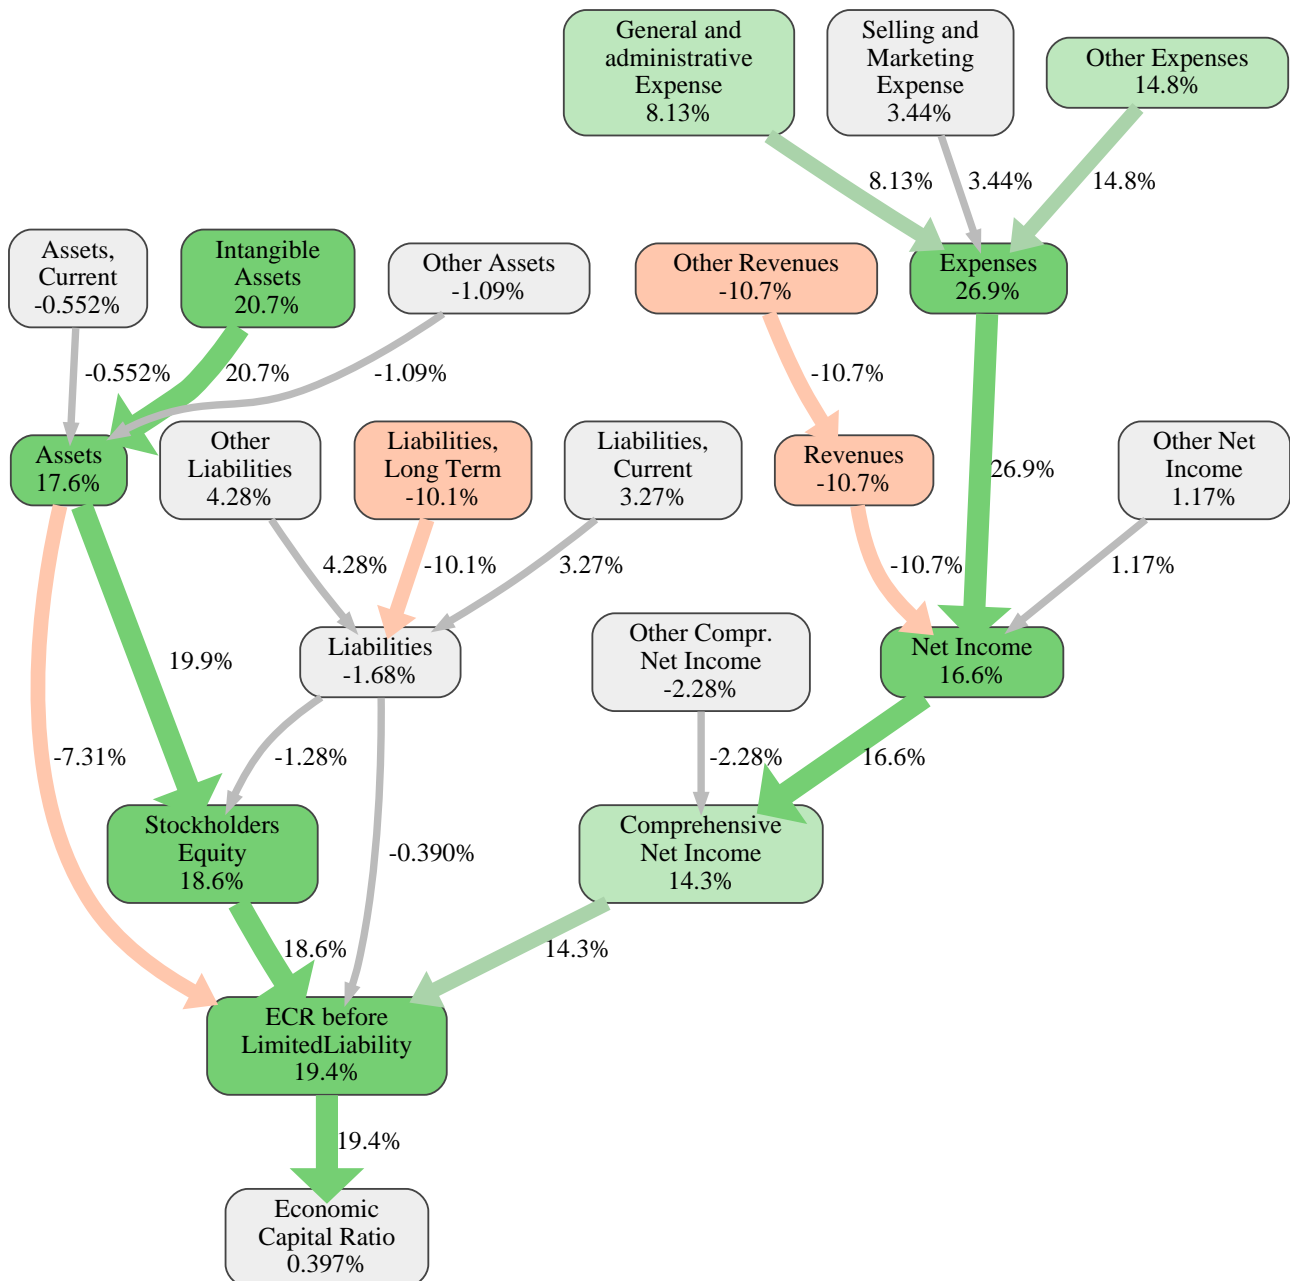 General and
administrative
Expense
8.13%
Selling and
Marketing
Expense
3.44%
Other Expenses
14.8%
8.13%
3.44%
14.8%
Assets,
Current
-0.552%
Intangible
Assets
20.7%
Other Assets
-1.09%
Other Revenues
-10.7%
Expenses
26.9%
-0.552%
20.7%
-1.09%
-10.7%
Assets
17.6%
Other
Liabilities
4.28%
Liabilities,
Long Term
-10.1%
Liabilities,
Current
3.27%
Revenues
-10.7%
26.9%
Other Net
Income
1.17%
4.28%
-10.1%
3.27%
-10.7%
1.17%
19.9%
Liabilities
-1.68%
Other Compr.
Net Income
-2.28%
Net Income
16.6%
-7.31%
-1.28%
-2.28%
16.6%
Stockholders
Equity
18.6%
-0.390%
Comprehensive
Net Income
14.3%
18.6%
14.3%
ECR before
LimitedLiability
19.4%
19.4%
Economic
Capital Ratio
0.397%